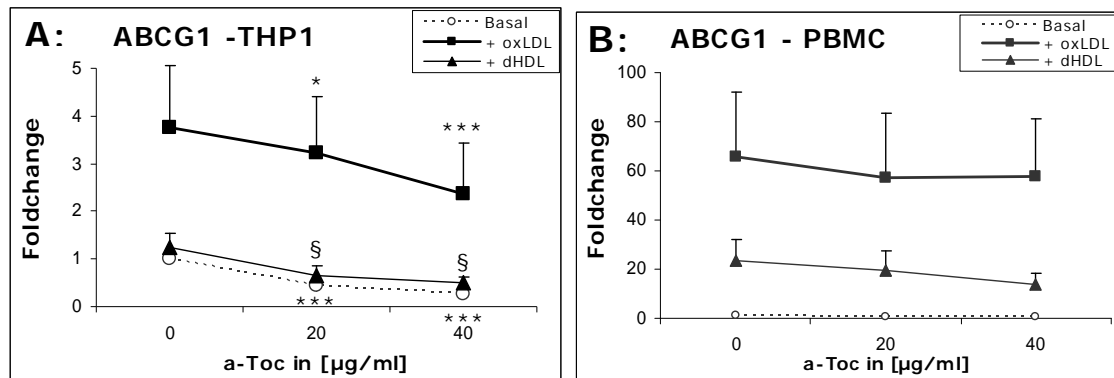 A: ABCG1 -THP1
Basal
+ oxLDL
+ dHDL
Foldchange
5
4
3
2
1
0
*
***
§
§
***
***
0 20 40
a-Toc in [µg/ml]
B: ABCG1 - PBMC
Basal
+ oxLDL
+ dHDL
Foldchange
100
80
60
40
20
0
0 20 40
a-Toc in [µg/ml]